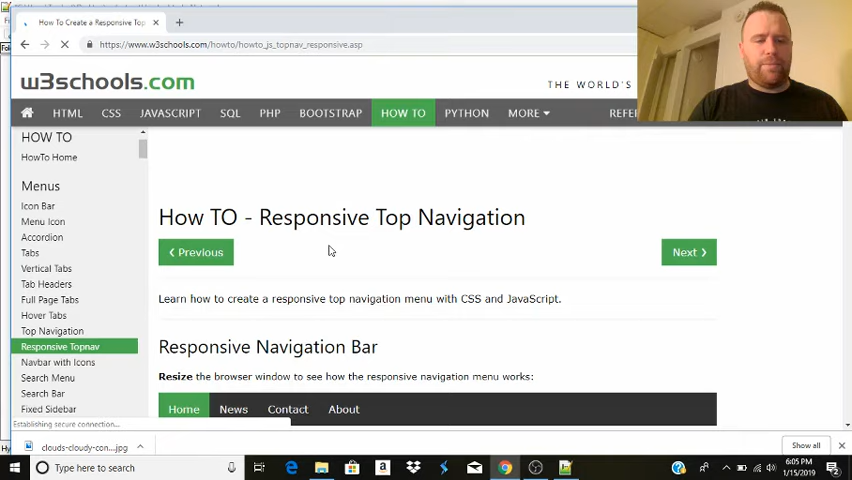 How To Create a Responsive Top
https://www.w3schools.com/howto/howto_js_topnav_responsive.asp
w3schools.com
THE WORLD'S
HTML CSS JAVASCRIPT SQL PHP BOOTSTRAP HOW TO PYTHON MORE
HOW TO
HowTo Home
Menus
Icon Bar
Menu Icon
Accordion
Tabs
Vertical Tabs
Tab Headers
Full Page Tabs
Hover Tabs
Top Navigation
Responsive Topnav
Navbar with Icons
Search Menu
Search Bar
Fixed Sidebar
How TO - Responsive Top Navigation
❮ Previous
Next ❯
Learn how to create a responsive top navigation menu with CSS and JavaScript.
Responsive Navigation Bar
Resize the browser window to see how the responsive navigation menu works:
Home News Contact About
Establishing secure connection...
clouds-cloudy-con....jpg
Show all
Type here to search
6:05 PM
1/15/2019